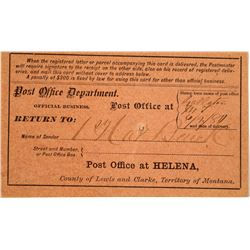 When the registered letter or parcel accompanying this card is delivered, the Postmaster
will require signature to the receipt on the other side, also on his record of registered deliv-
eries, and mail this card without cover to address below.
A penalty of $300 is fixed by law for using this card for other than official business.
Post Office Department.
OFFICIAL BUSINESS.
Post Office at
RETURN TO:
Name of Sender
Street and Number,
or Post Office Box.
Post Office at HELENA,
County of Lewis and Clarke, Territory of Montana.
and date of delivery.